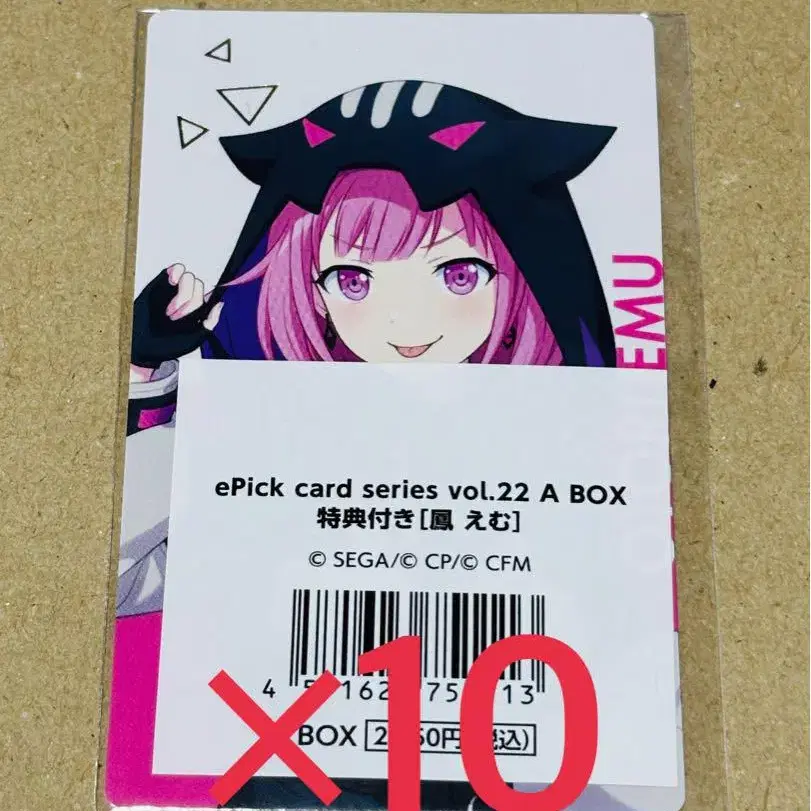 EMU
ePick card series vol.22 A BOX
特典付き[鳳 えむ]
© SEGA/© CP/© CFM
×10
BOX